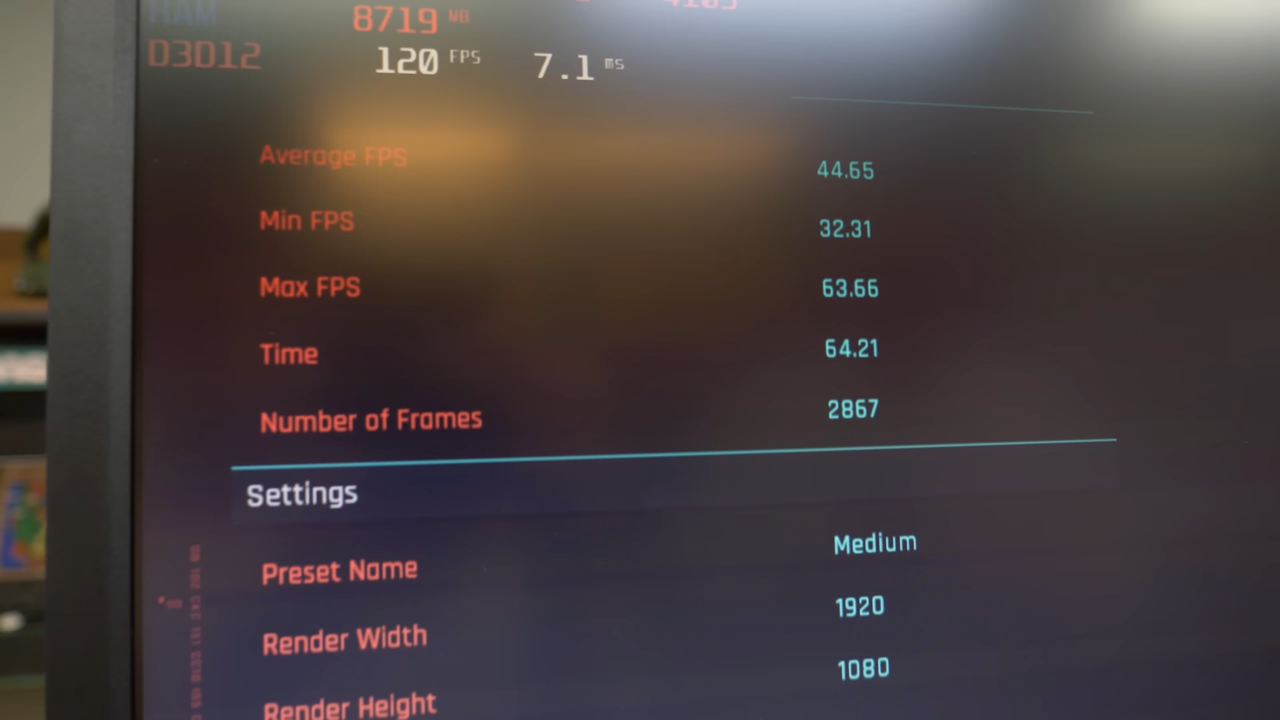 RAM 8719 MB
D3D12 120 FPS 7.1 ms
Average FPS 44.65
Min FPS 32.31
Max FPS 63.66
Time 64.21
Number of Frames 2867
Settings
Preset Name Medium
Render Width 1920
Render Height 1080